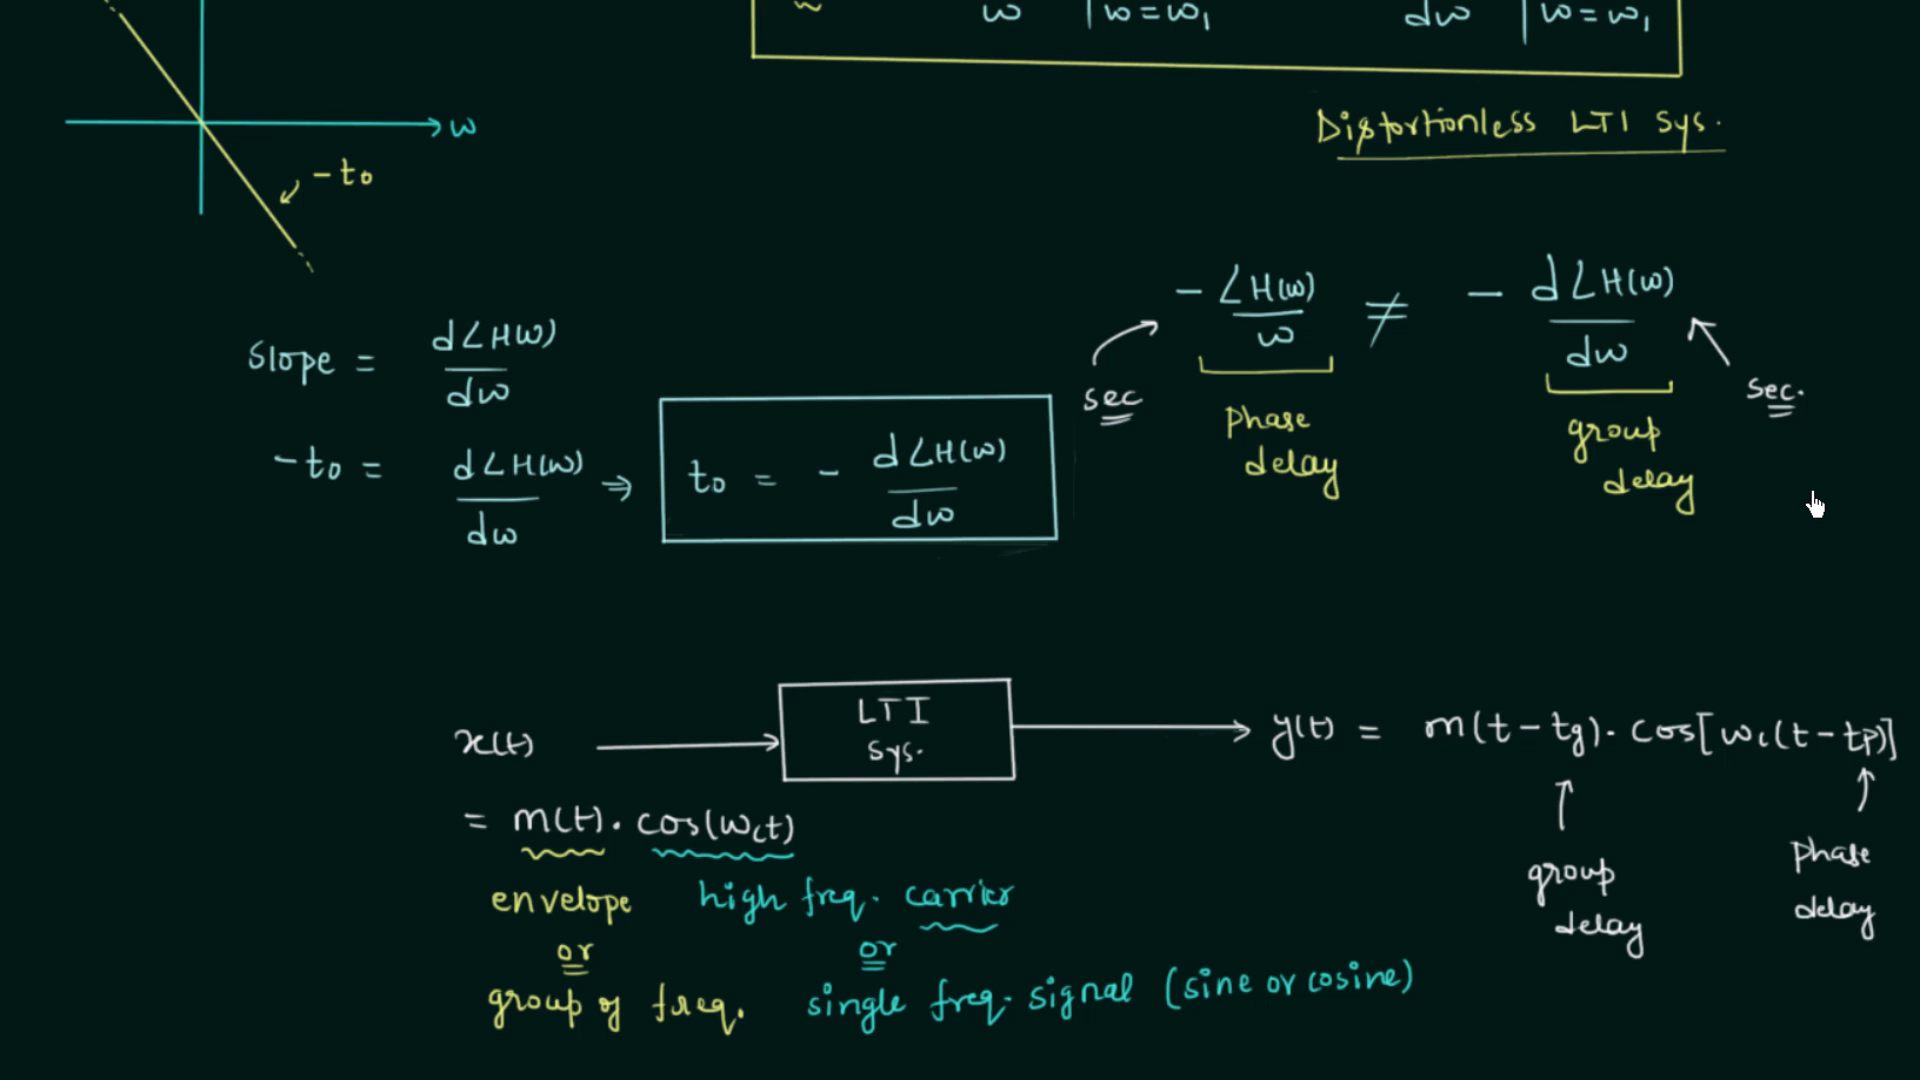 ω | ω=ω₁ dω | ω=ω₁
Distortionless LTI Sys.
ω
-t₀
- ∠H(ω)/ω ≠ - d∠H(ω)/dω
sec
sec.
phase delay
group delay
Slope = d∠H(ω)/dω
-t₀ = d∠H(ω)/dω ⇒ t₀ = - d∠H(ω)/dω
x(t) → LTI Sys. → y(t) = m(t-tg). cos[ωc(t-tp)]
= m(t). cos(ωct)
group delay
phase delay
envelope high freq. carrier
or or
group of freq. single freq. signal (sine or cosine)